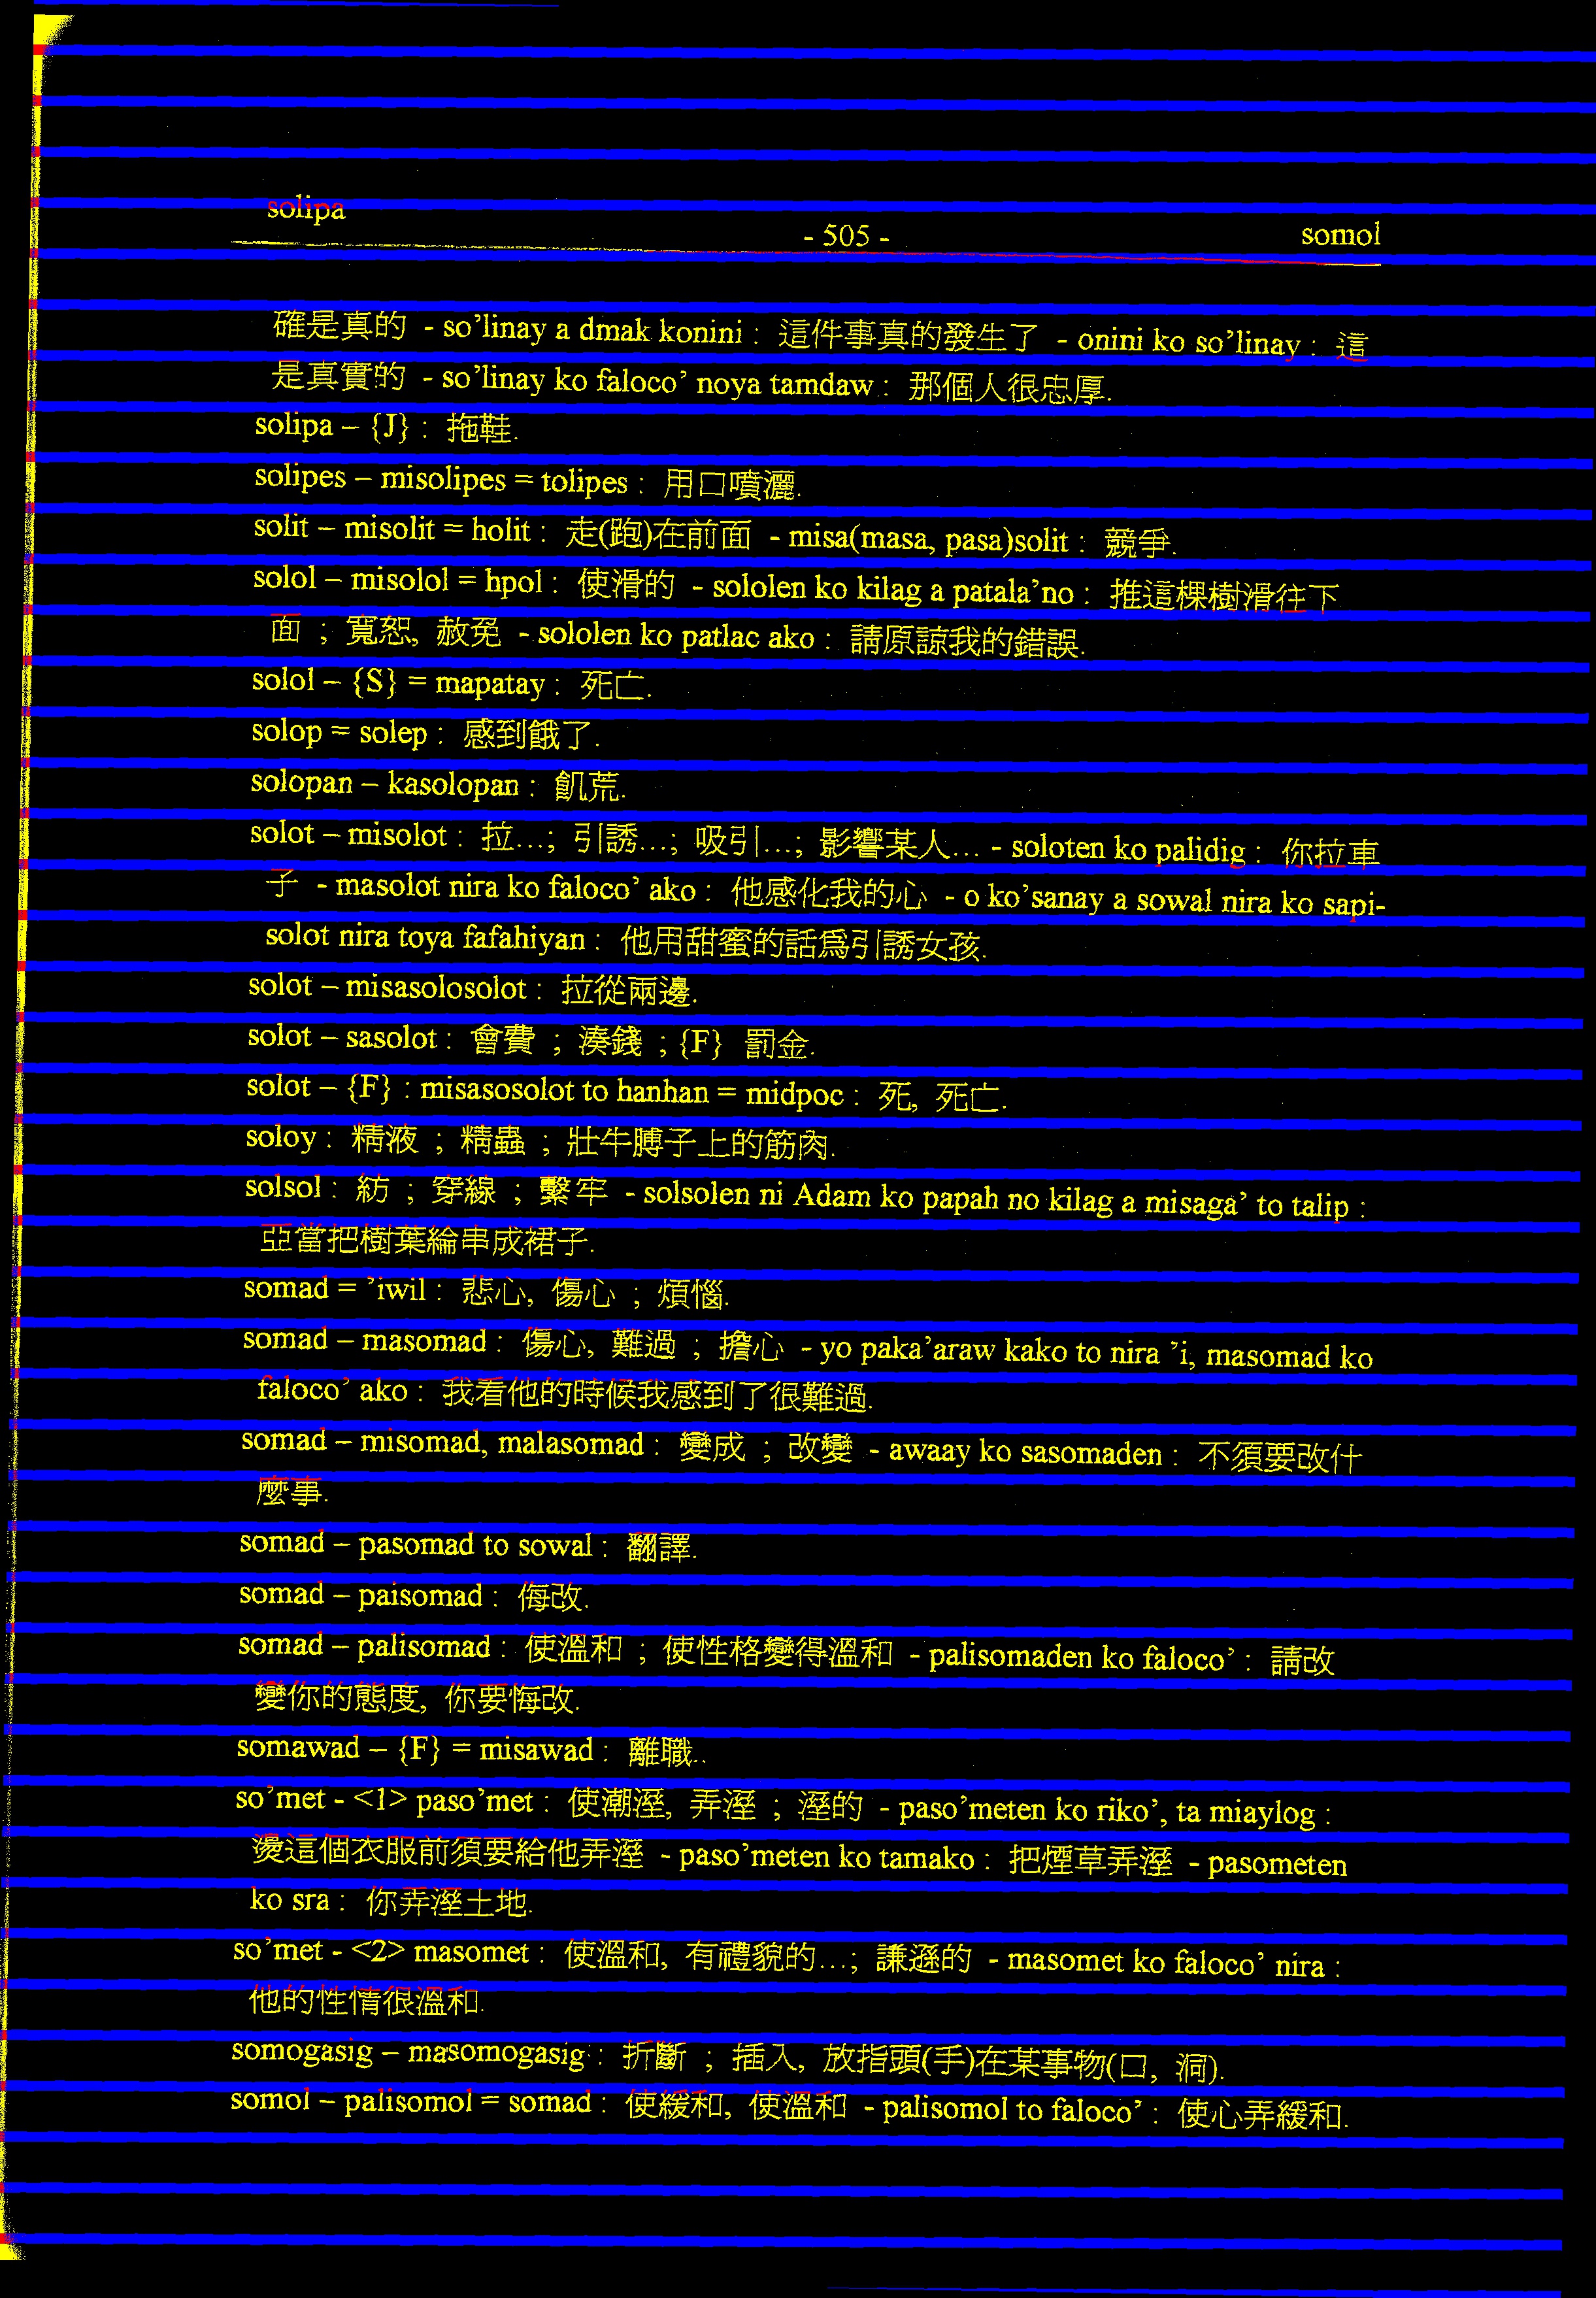 solipa
- 505 -
somol
確是真的 - so’linay a dmak konini : 這件事真的發生了 - onini ko so’linay : 這
是真實的 - so’linay ko faloco’ noya tamdaw : 那個人很忠厚.
solipa – {J} : 拖鞋.
solipes – misolipes = tolipes : 用口噴灑.
solit – misolit = holit : 走(跑)在前面 - misa(masa, pasa)solit : 競爭.
solol – misolol = hpol : 使滑的 - sololen ko kilag a patala’no : 推這棵樹滑往下
面 ; 寬恕, 赦免 - sololen ko patlac ako : 請原諒我的錯誤.
solol – {S} = mapatay : 死亡.
solop = solep : 感到餓了.
solopan – kasolopan : 飢荒.
solot – misolot : 拉...; 引誘...; 吸引...; 影響某人... - soloten ko palidig : 你拉車
子 - masolot nira ko faloco’ ako : 他感化我的心 - o ko’sanay a sowal nira ko sapi-
solot nira toya fafahiyan : 他用甜蜜的話為引誘女孩.
solot – misasolosolot : 拉從兩邊.
solot – sasolot : 會費 ; 湊錢 ; {F} 罰金.
solot – {F} : misasosolot to hanhan = midpoc : 死, 死亡.
soloy : 精液 ; 精蟲 ; 壯牛膊子上的筋肉.
solsol : 紡 ; 穿線 ; 繫牢 - solsolen ni Adam ko papah no kilag a misaga’ to talip :
亞當把樹葉綸串成裙子.
somad = ’iwil : 悲心, 傷心 ; 煩惱.
somad – masomad : 傷心, 難過 ; 擔心 - yo paka’araw kako to nira ’i, masomad ko
faloco’ ako : 我看他的時候我感到了很難過.
somad – misomad, malasomad : 變成 ; 改變 - awaay ko sasomaden : 不須要改什
麼事.
somad – pasomad to sowal : 翻譯.
somad – paisomad : 悔改.
somad – palisomad : 使溫和 ; 使性格變得溫和 - palisomaden ko faloco’ : 請改
變你的態度, 你要悔改.
somawad – {F} = misawad : 離職..
so’met - <1> paso’met : 使潮溼, 弄溼 ; 溼的 - paso’meten ko riko’, ta miaylog :
燙這個衣服前須要給他弄溼 - paso’meten ko tamako : 把煙草弄溼 - pasometen
ko sra : 你弄溼土地.
so’met - <2> masomet : 使溫和, 有禮貌的...; 謙遜的 - masomet ko faloco’ nira :
他的性情很溫和.
somogasig – masomogasig : 折斷 ; 插入, 放指頭(手)在某事物(口, 洞).
somol – palisomol = somad : 使緩和, 使溫和 - palisomol to faloco’ : 使心弄緩和.